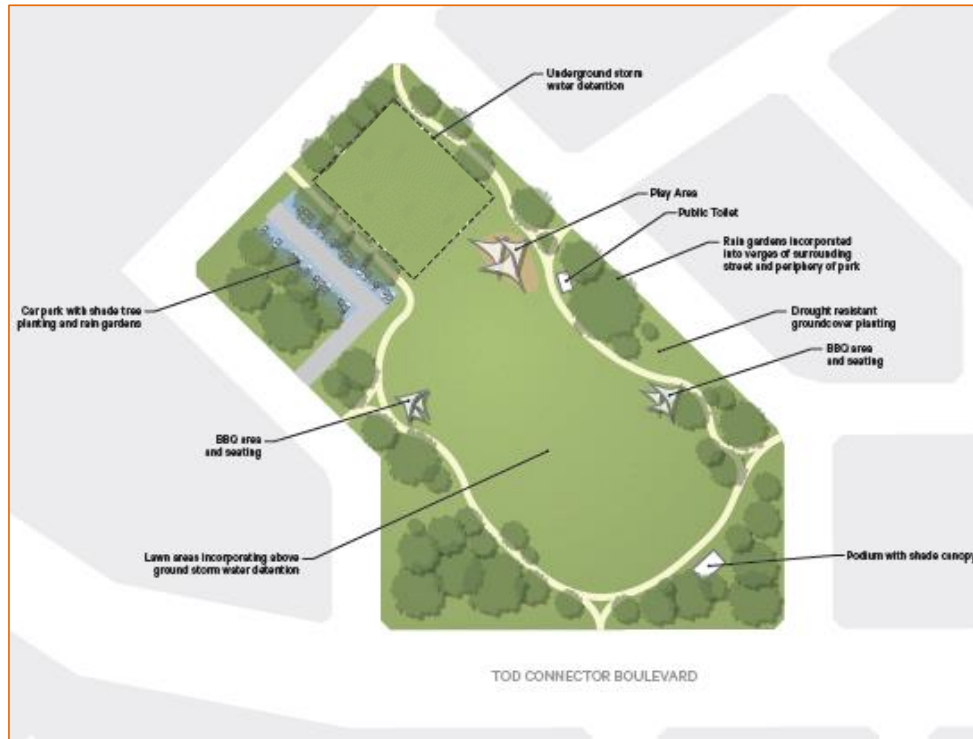 Underground storm
water detention
Play Area
Public Toilet
Rain gardens incorporated
into verges of surrounding
street and periphery of park
Car park with shade tree
planting and rain gardens
Drought resistant
groundcover planting
BBQ area
and seating
BBQ area
and seating
Lawn areas incorporating above
ground storm water detention
Podium with shade canopy
TOD CONNECTOR BOULEVARD